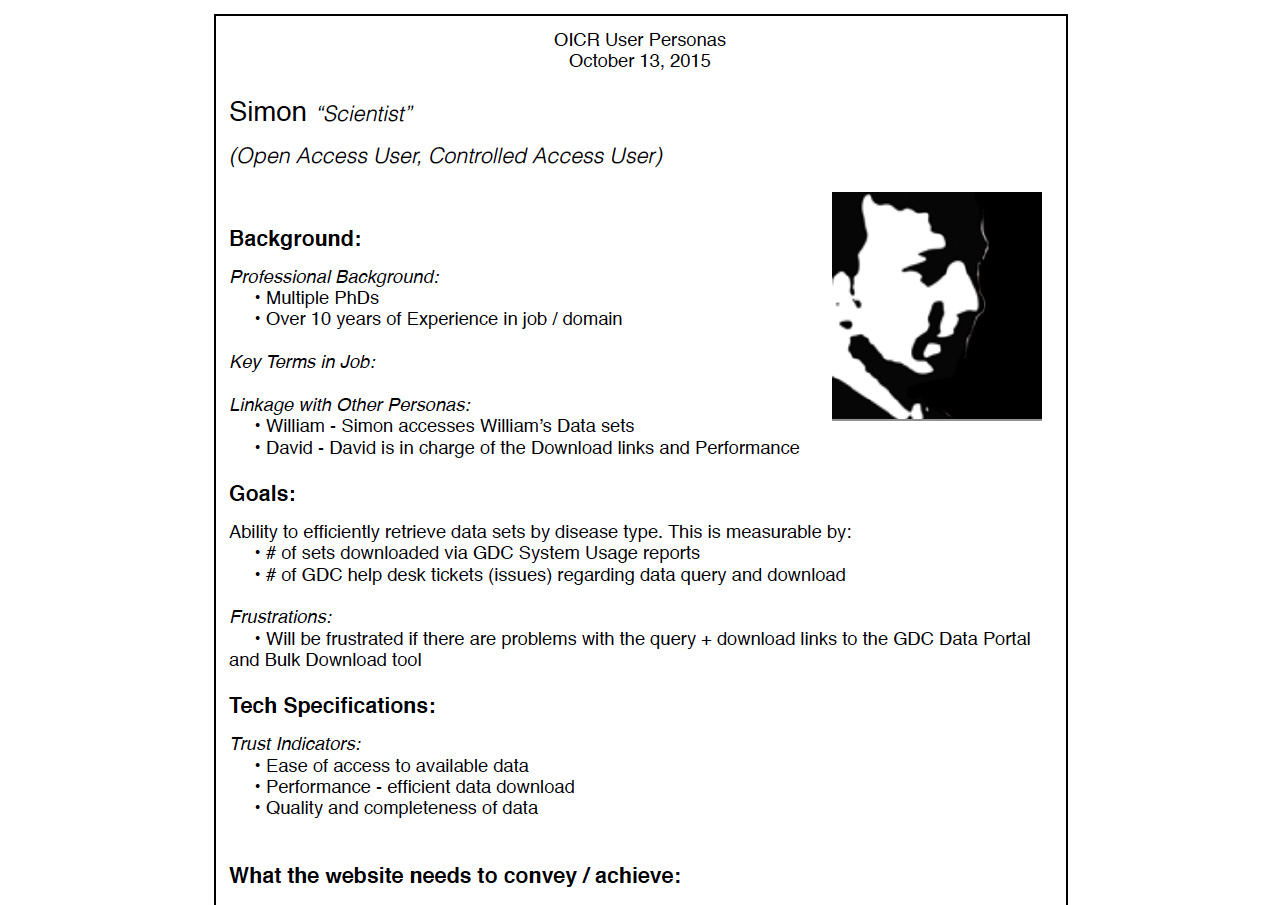 OICR User Personas
October 13, 2015
Simon “Scientist”
(Open Access User, Controlled Access User)
Background:
Professional Background:
• Multiple PhDs
• Over 10 years of Experience in job / domain
Key Terms in Job:
Linkage with Other Personas:
• William - Simon accesses William’s Data sets
• David - David is in charge of the Download links and Performance
Goals:
Ability to efficiently retrieve data sets by disease type. This is measurable by:
• # of sets downloaded via GDC System Usage reports
• # of GDC help desk tickets (issues) regarding data query and download
Frustrations:
• Will be frustrated if there are problems with the query + download links to the GDC Data Portal
and Bulk Download tool
Tech Specifications:
Trust Indicators:
• Ease of access to available data
• Performance - efficient data download
• Quality and completeness of data
What the website needs to convey / achieve: